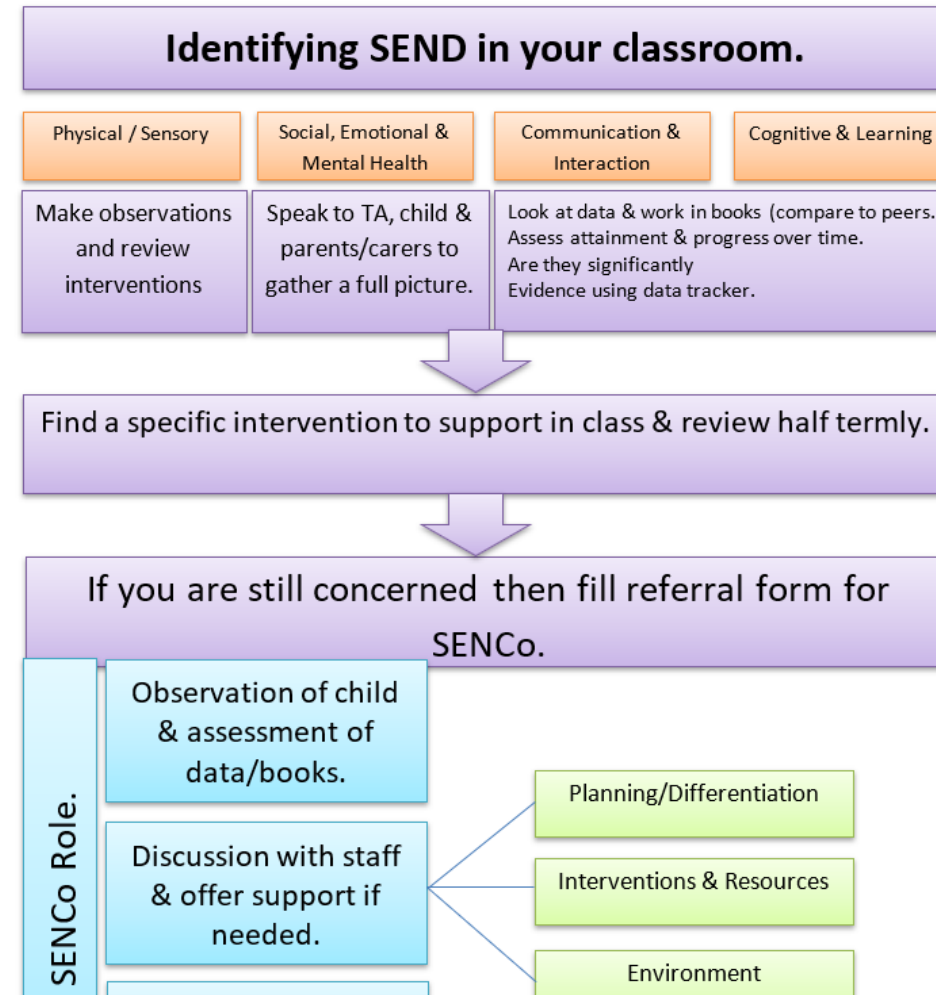 Identifying SEND in your classroom.
Physical / Sensory
Social, Emotional &
Mental Health
Communication &
Interaction
Cognitive & Learning
Make observations
and review
interventions
Speak to TA, child &
parents/carers to
gather a full picture.
Look at data & work in books (compare to peers.
Assess attainment & progress over time.
Are they significantly
Evidence using data tracker.
Find a specific intervention to support in class & review half termly.
If you are still concerned then fill referral form for
SENCo.
SENCo Role.
Observation of child
& assessment of
data/books.
Discussion with staff
& offer support if
needed.
Planning/Differentiation
Interventions & Resources
Environment